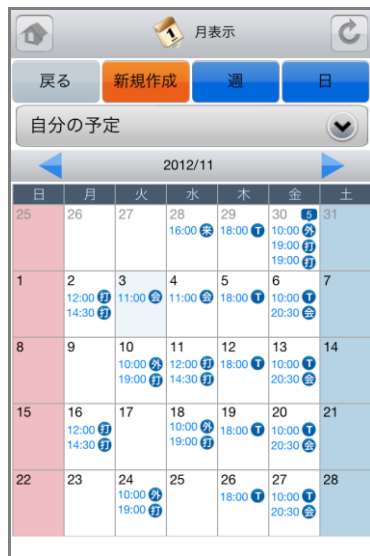 1 月表示
戻る 新規作成 週 日
自分の予定
2012/11
日 月 火 水 木 金 土
25 26 27 28 29 30 5 31
16:00 来 18:00 T 10:00 外
19:00 打
19:00 打
1 2 3 4 5 6 7
12:00 打 11:00 会 11:00 会 18:00 T 10:00 T
14:30 打 20:30 会
8 9 10 11 12 13 14
10:00 外 12:00 打 18:00 T 10:00 T
19:00 打 14:30 打 20:30 会
15 16 17 18 19 20 21
12:00 打 10:00 外 18:00 T 10:00 T
14:30 打 19:00 打 20:30 会
22 23 24 25 26 27 28
10:00 外 18:00 T 10:00 T
19:00 打 20:30 会